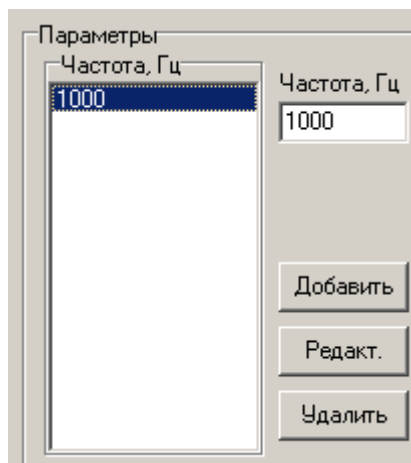 Параметры
Частота, Гц
1000
Частота, Гц
1000
Добавить
Редакт.
Удалить